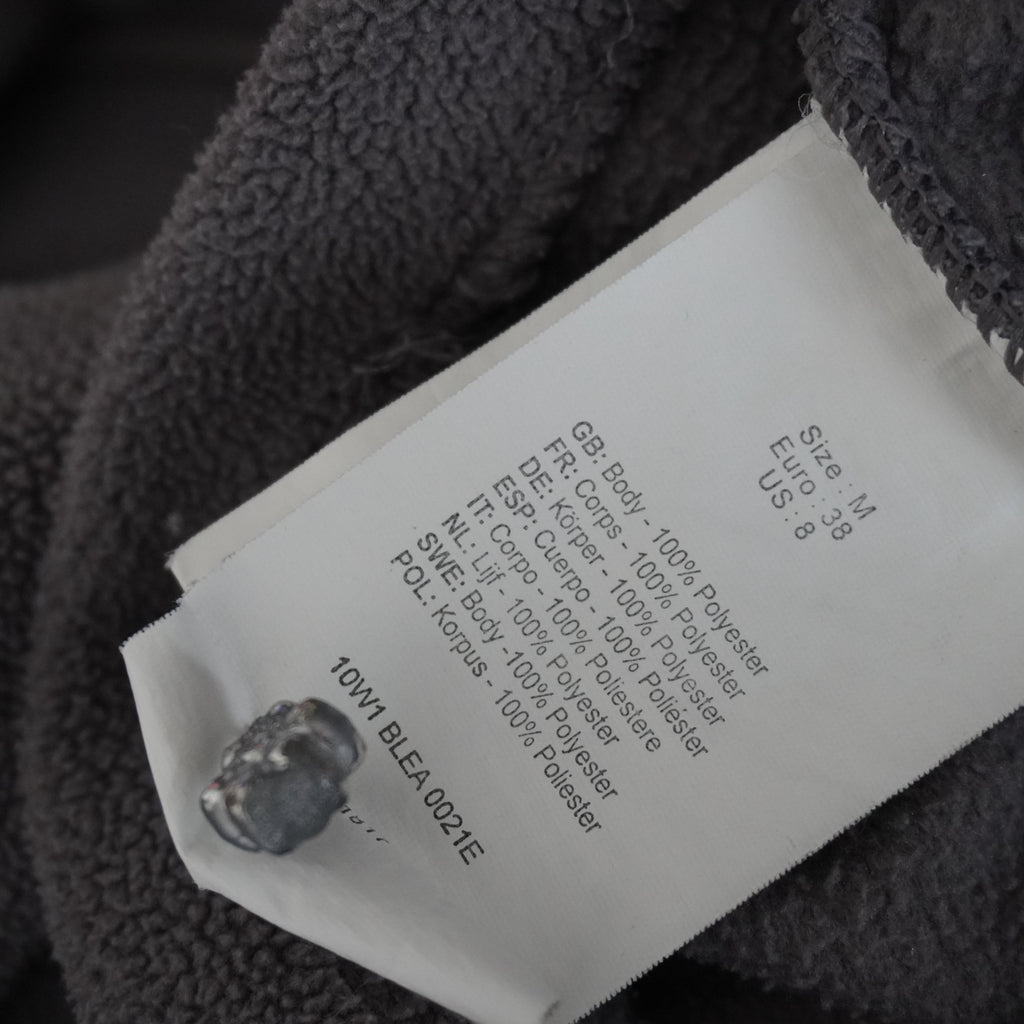 Size : M
Euro : 38
US : 8
GB: Body - 100% Polyester
FR: Corps - 100% Polyester
DE: Körper - 100% Polyester
ESP: Cuerpo - 100% Poliéster
IT: Corpo - 100% Poliestere
NL: Lijf - 100% Polyester
SWE: Body -100% Polyester
POL: Korpus - 100% Poliester
10W1 BLEA 0021E